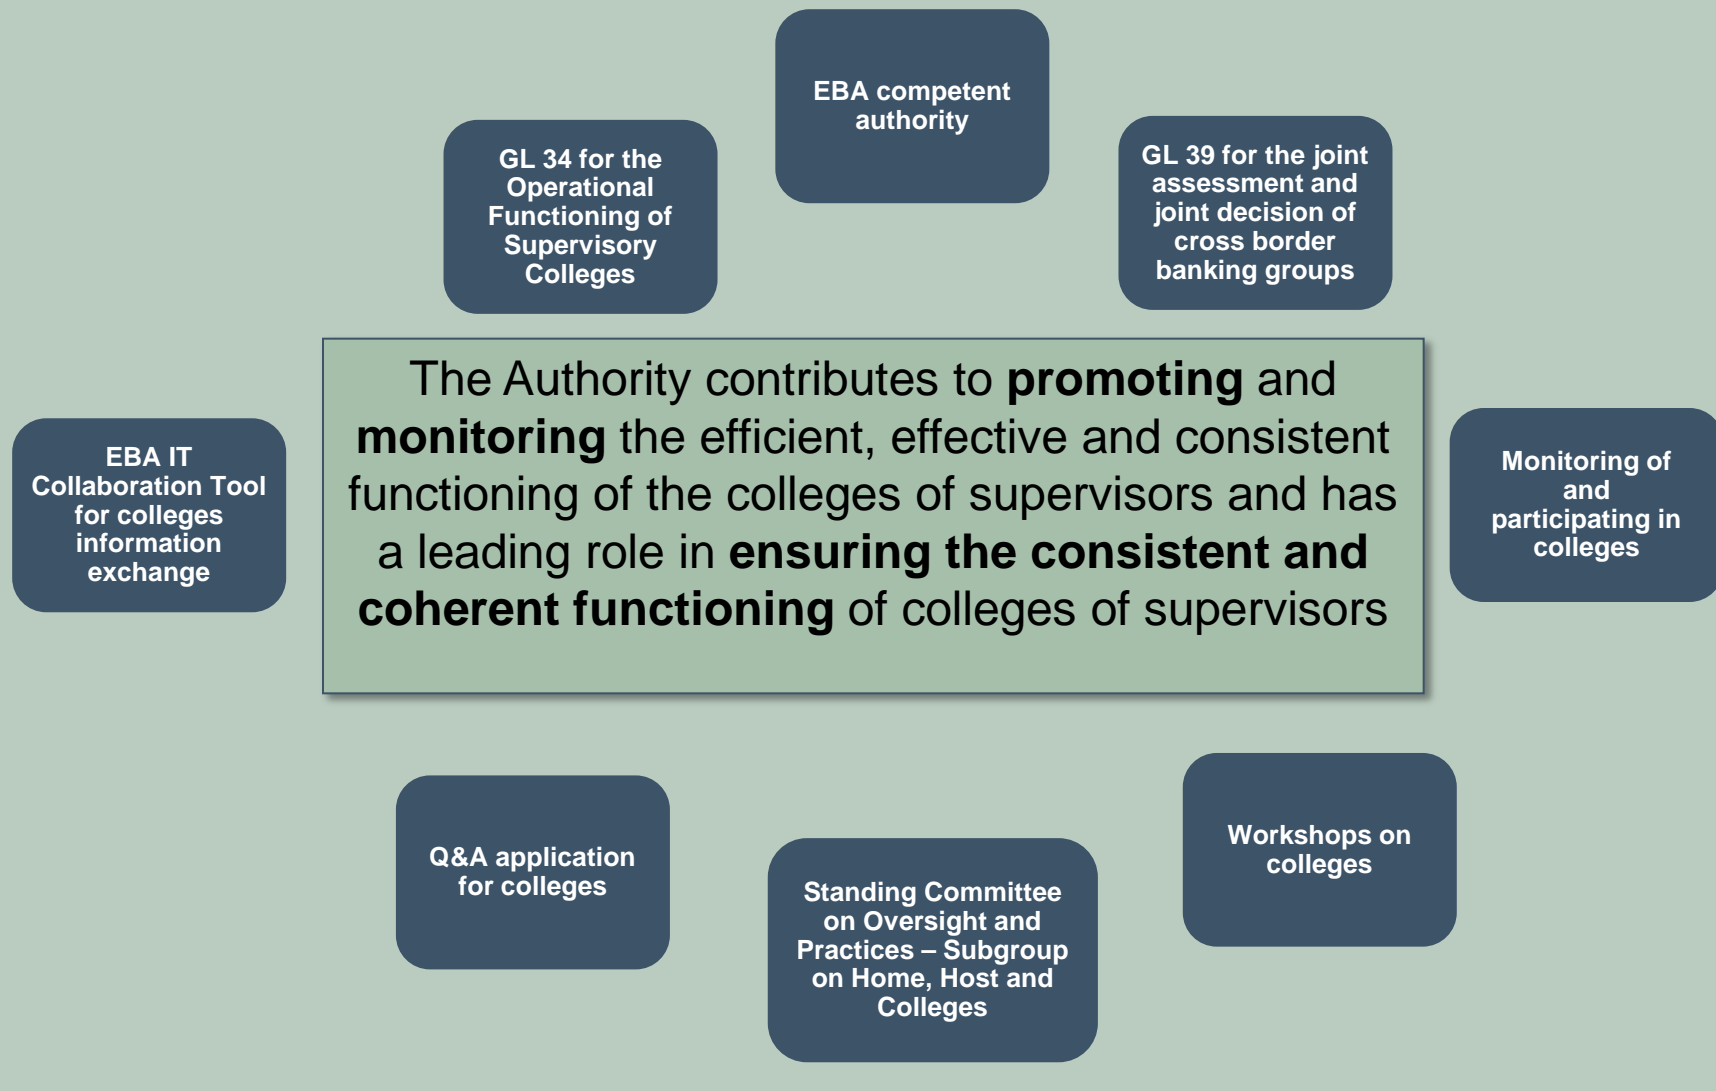 EBA competent
authority
GL 34 for the
Operational
Functioning of
Supervisory
Colleges
GL 39 for the joint
assessment and
joint decision of
cross border
banking groups
The Authority contributes to promoting and
monitoring the efficient, effective and consistent
functioning of the colleges of supervisors and has
a leading role in ensuring the consistent and
coherent functioning of colleges of supervisors
EBA IT
Collaboration Tool
for colleges
information
exchange
Monitoring of
and
participating in
colleges
Q&A application
for colleges
Standing Committee
on Oversight and
Practices – Subgroup
on Home, Host and
Colleges
Workshops on
colleges